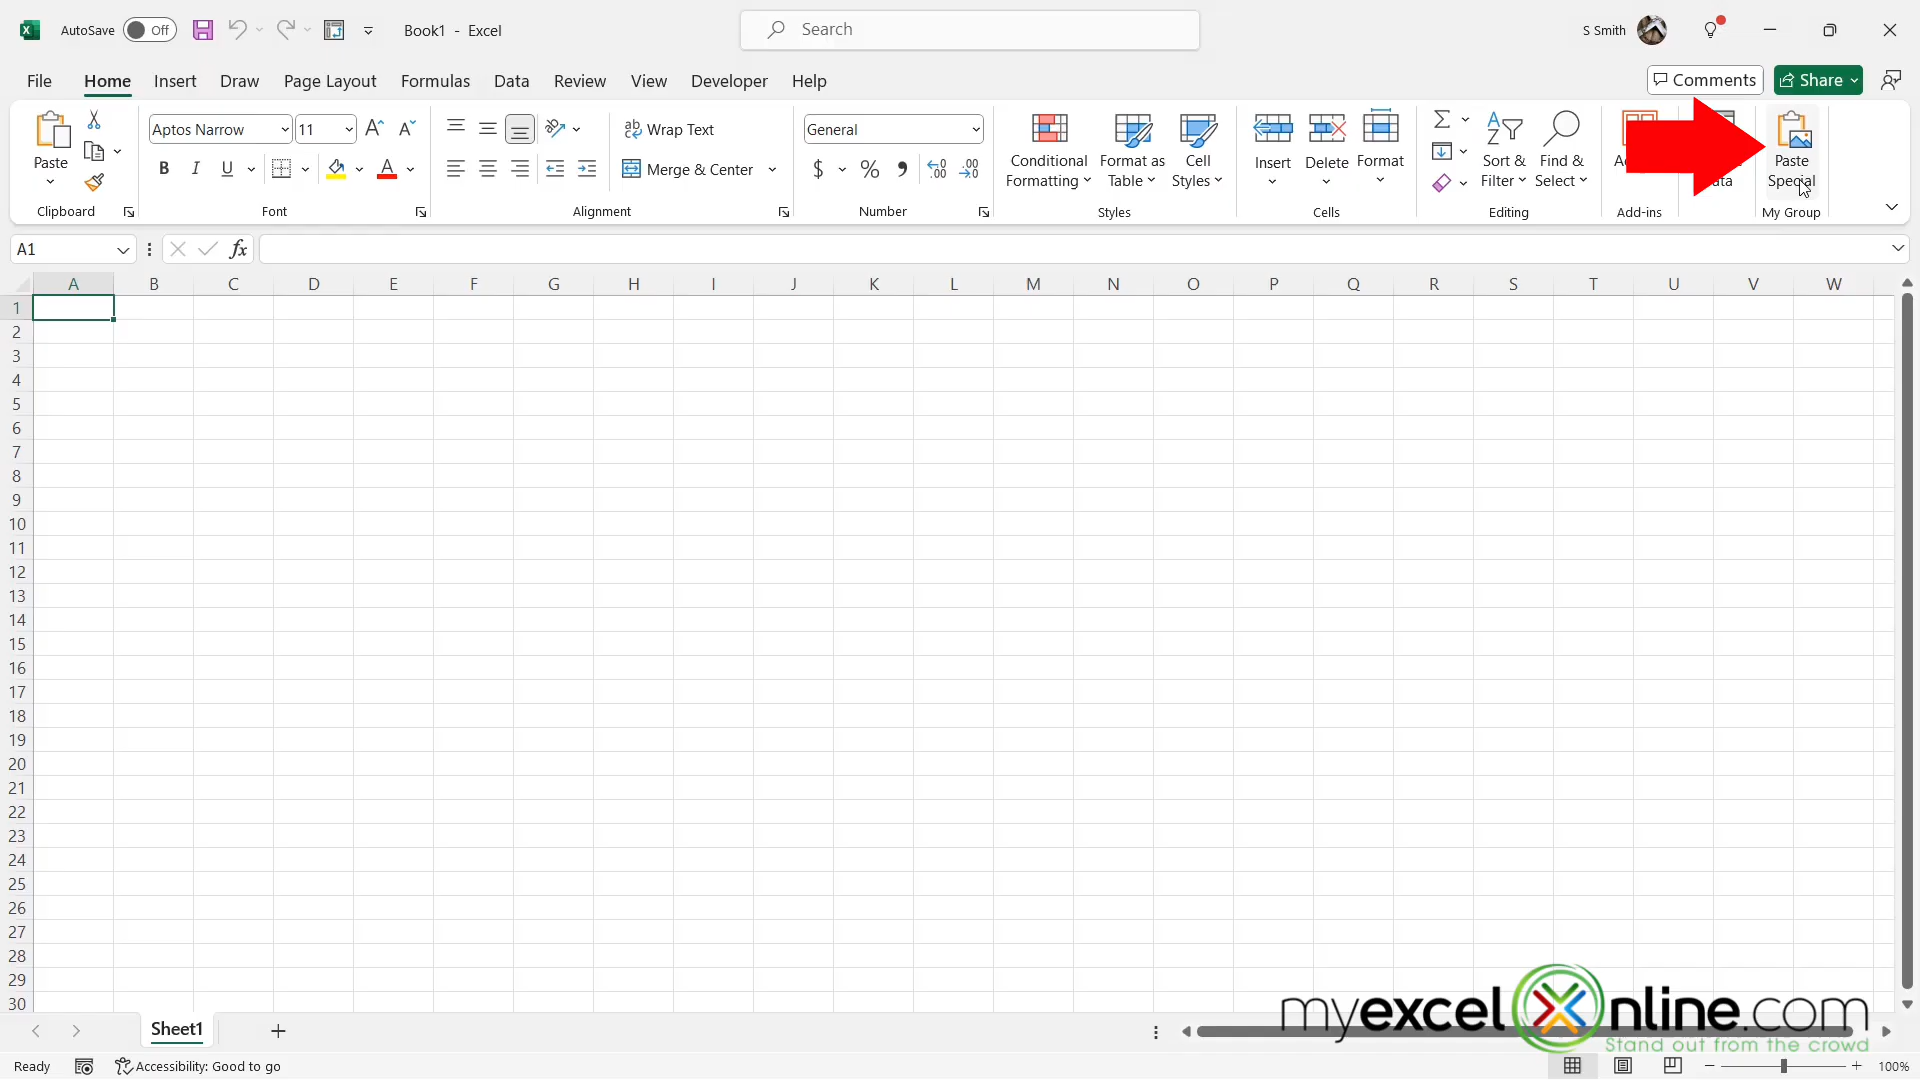 AutoSave Off Book1 - Excel Search S Smith
File Home Insert Draw Page Layout Formulas Data Review View Developer Help Comments Share
Paste
Clipboard
Aptos Narrow 11
B I U A
Font
Wrap Text
Merge & Center
Alignment
General
$ %
Number
Conditional Formatting
Format as Table
Cell Styles
Styles
Insert Delete Format
Cells
Sort & Filter
Find & Select
Editing
Add-ins
Paste Special
My Group
A1 fx
A B C D E F G H I J K L M N O P Q R S T U V W
1
2
3
4
5
6
7
8
9
10
11
12
13
14
15
16
17
18
19
20
21
22
23
24
25
26
27
28
29
30
myexcelonline.com
Stand out from the crowd
Sheet1
Ready Accessibility: Good to go 100%